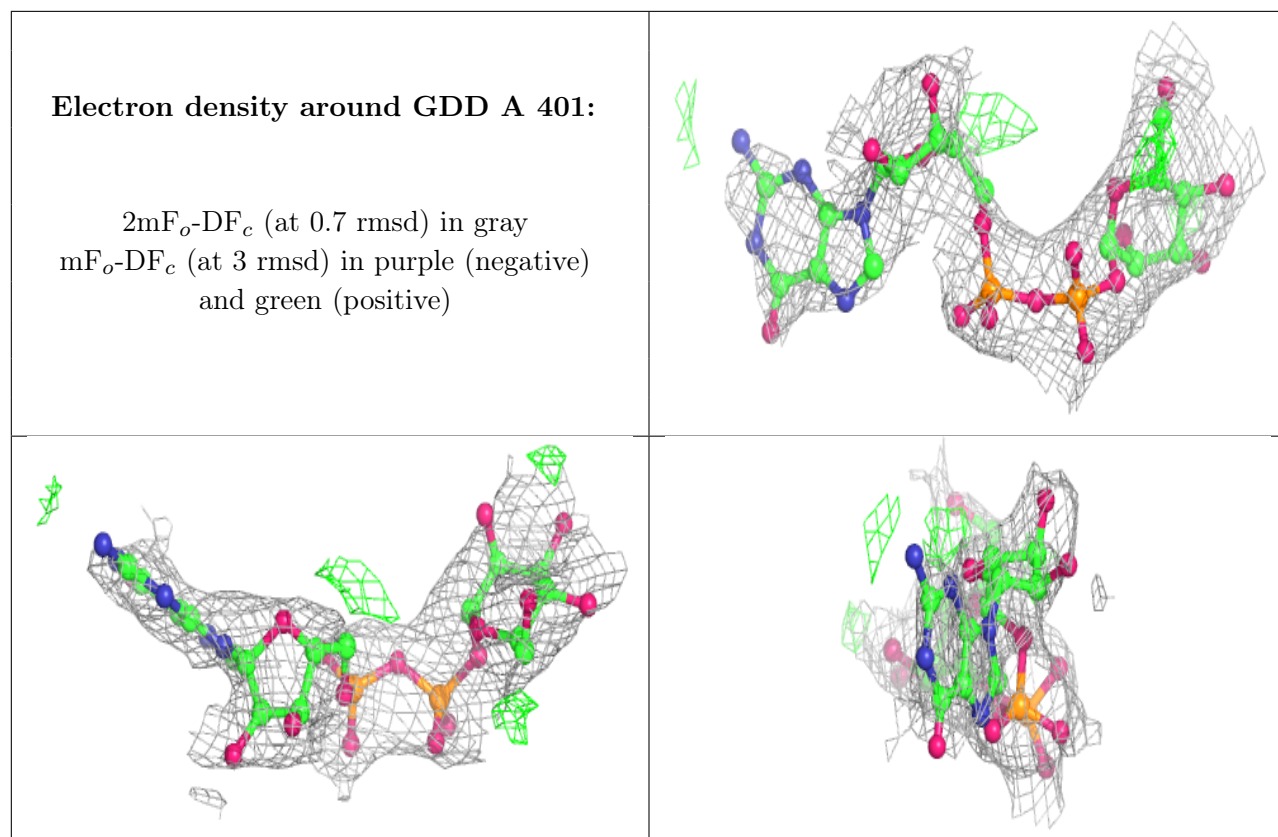 Electron density around GDD A 401:
2mFo-DFc (at 0.7 rmsd) in gray
mFo-DFc (at 3 rmsd) in purple (negative)
and green (positive)